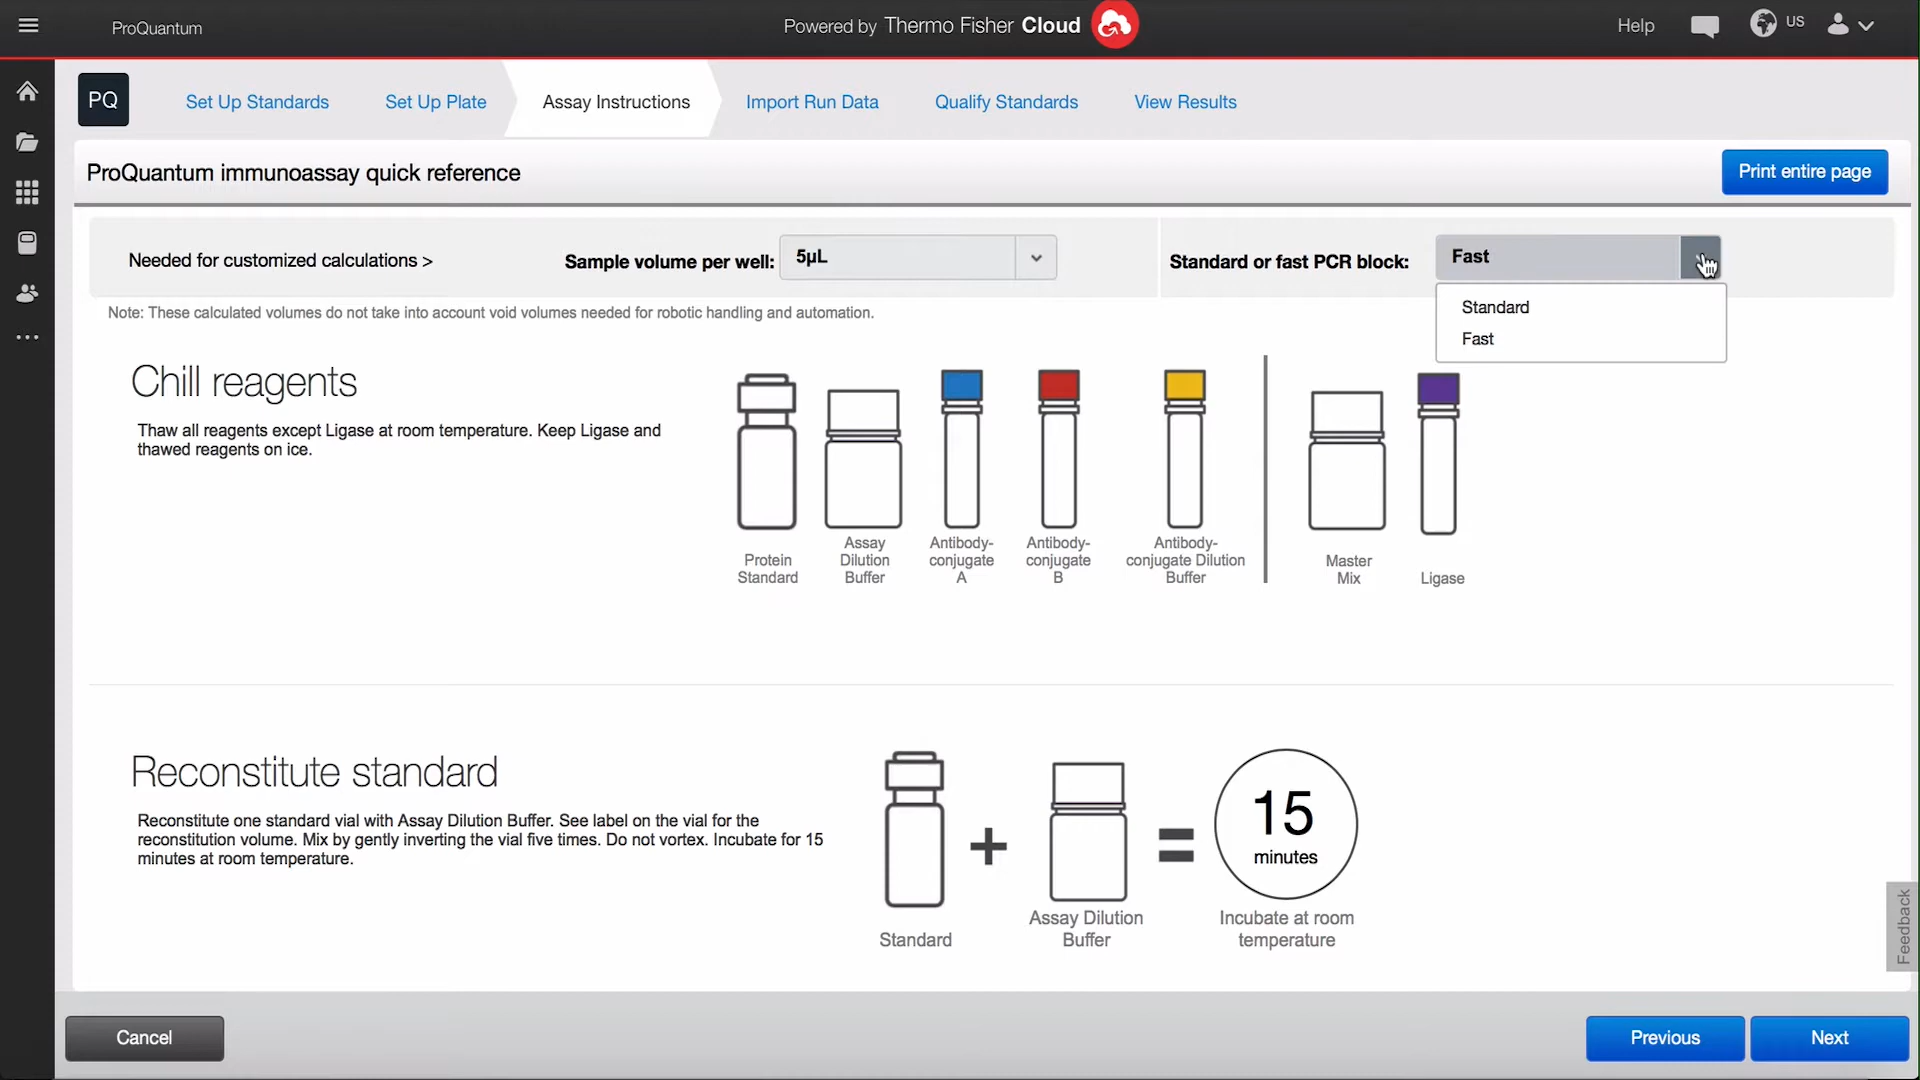 ProQuantum
Powered by Thermo Fisher Cloud
Help
US
PQ
Set Up Standards
Set Up Plate
Assay Instructions
Import Run Data
Qualify Standards
View Results
ProQuantum immunoassay quick reference
Print entire page
Needed for customized calculations >
Sample volume per well:
5µL
Standard or fast PCR block:
Fast
Standard
Fast
Note: These calculated volumes do not take into account void volumes needed for robotic handling and automation.
Chill reagents
Thaw all reagents except Ligase at room temperature. Keep Ligase and
thawed reagents on ice.
Protein
Standard
Assay
Dilution
Buffer
Antibody-
conjugate
A
Antibody-
conjugate
B
Antibody-
conjugate Dilution
Buffer
Master
Mix
Ligase
Reconstitute standard
Reconstitute one standard vial with Assay Dilution Buffer. See label on the vial for the
reconstitution volume. Mix by gently inverting the vial five times. Do not vortex. Incubate for 15
minutes at room temperature.
Standard
+
Assay Dilution
Buffer
=
15
minutes
Incubate at room
temperature
Feedback
Cancel
Previous
Next